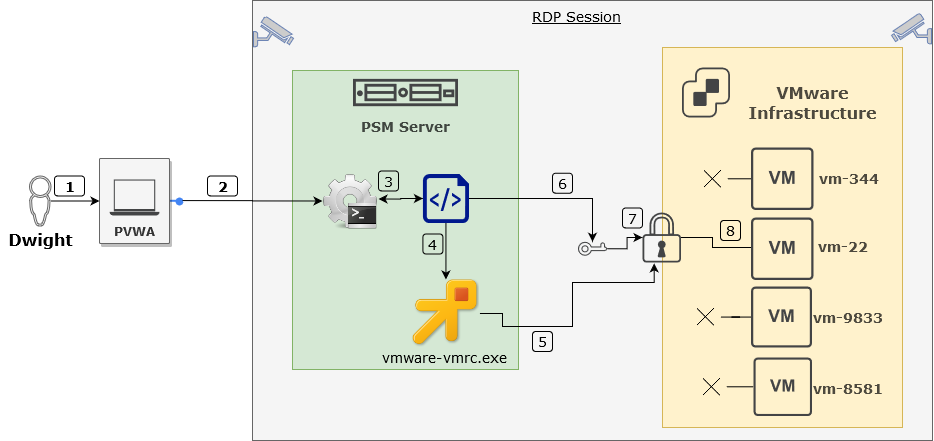 RDP Session
PSM Server
VMware
Infrastructure
1
2
3
4
5
6
7
8
Dwight
PVWA
</>
>_
vmware-vmrc.exe
VM
vm-344
VM
vm-22
VM
vm-9833
VM
vm-8581